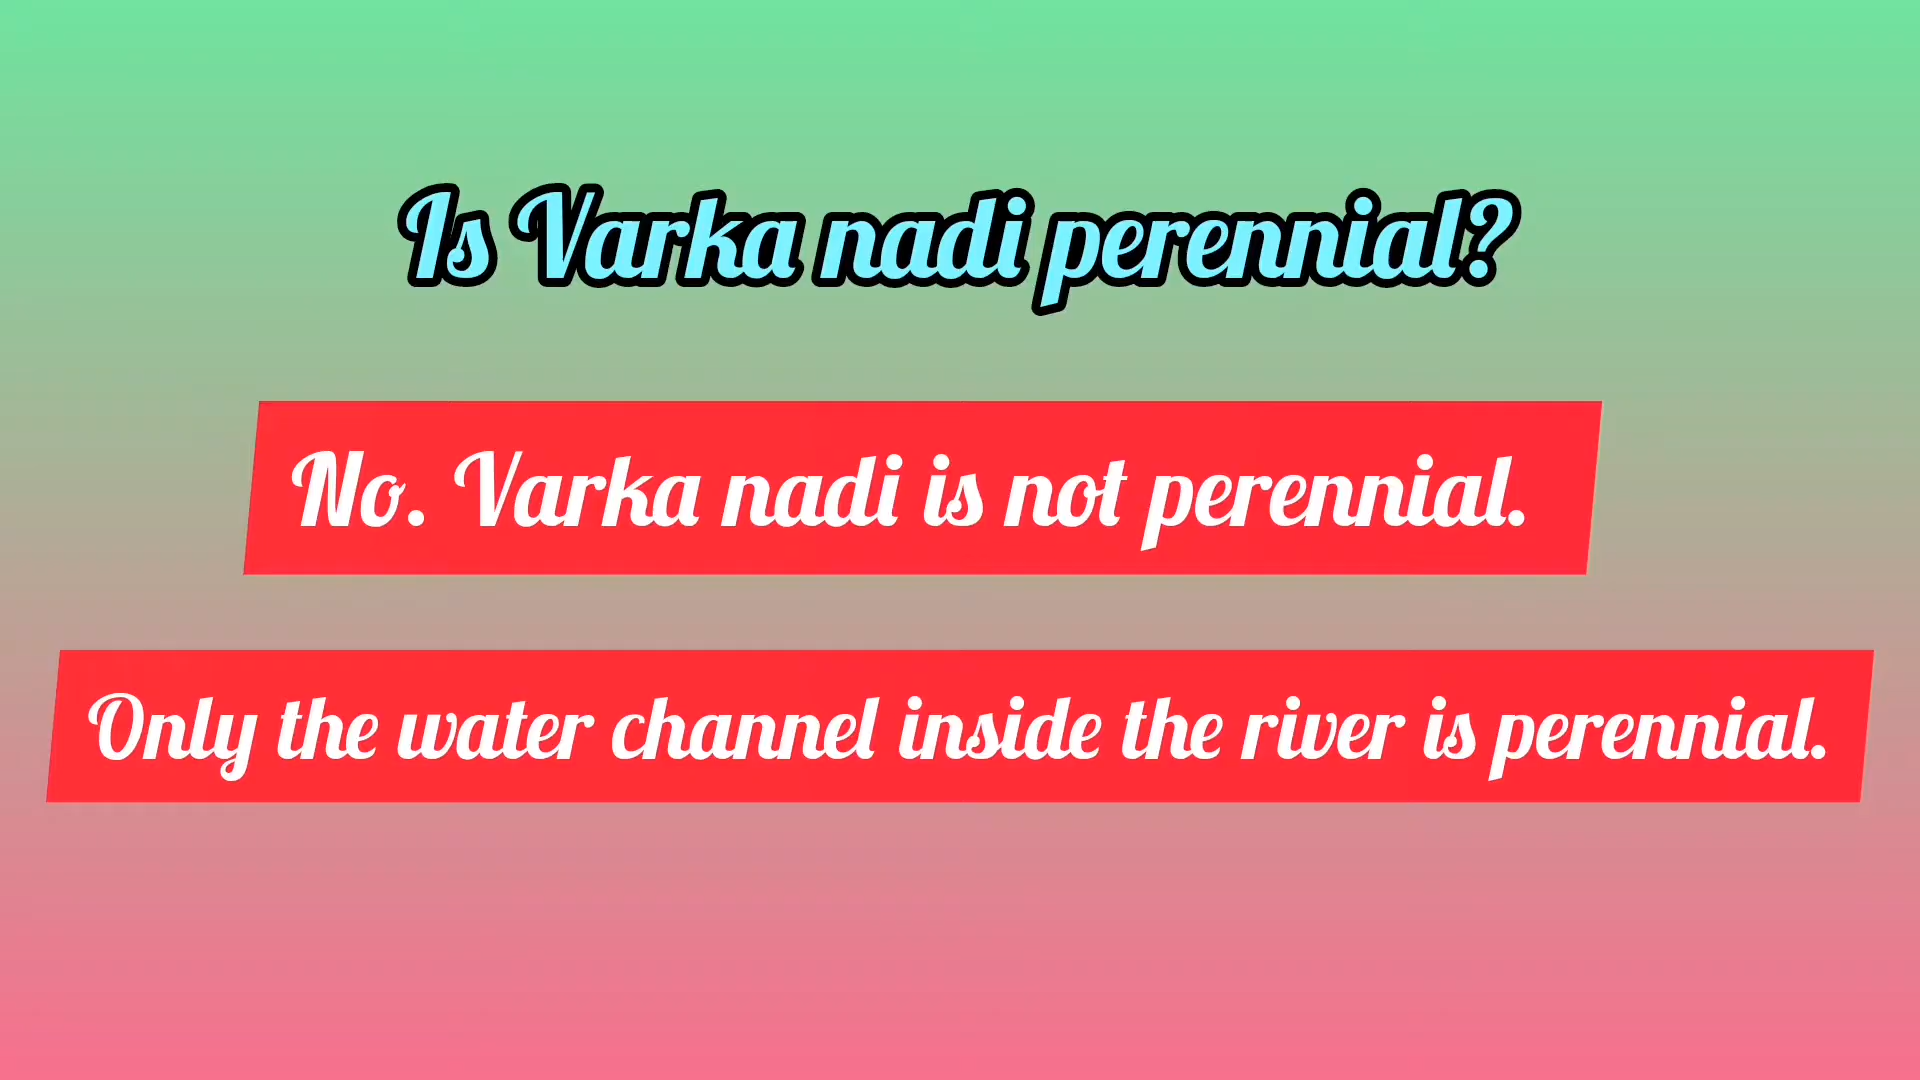 Is Varka nadi perennial?
No. Varka nadi is not perennial.
Only the water channel inside the river is perennial.